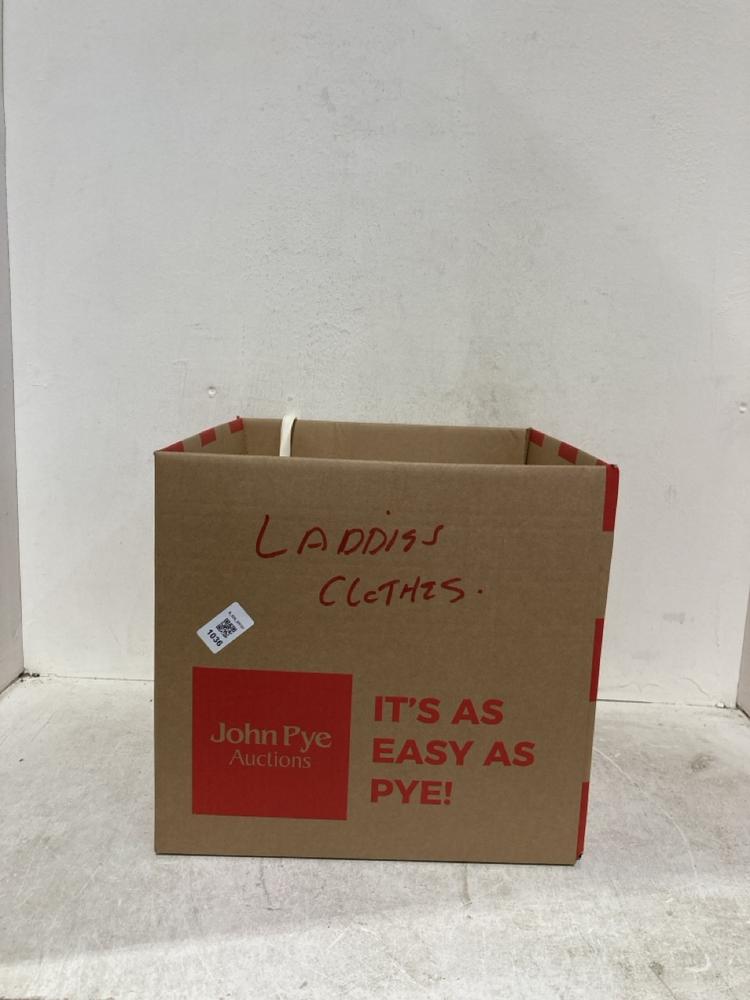 LADDIES
CLOTHES.
1036
John Pye
Auctions
IT'S AS
EASY AS
PYE!